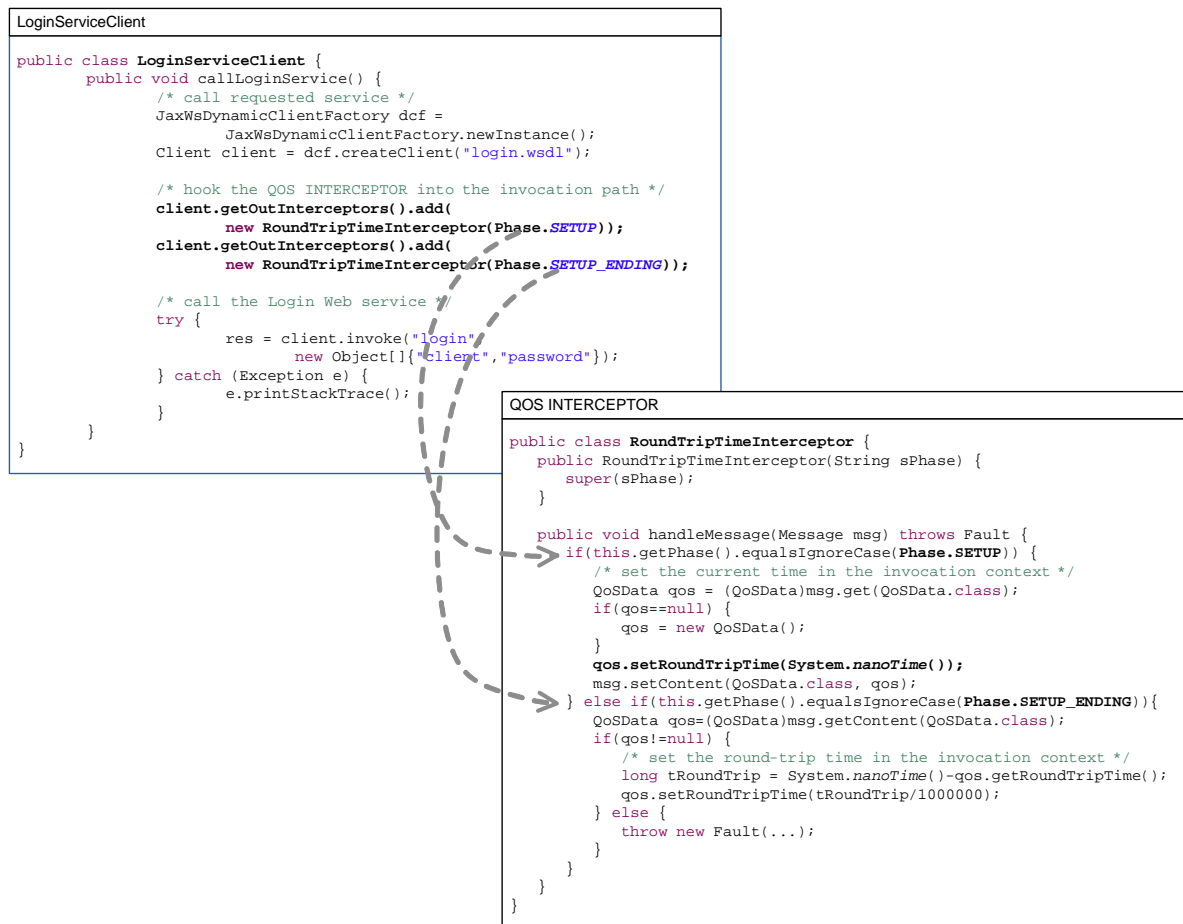 LoginServiceClient
public class LoginServiceClient {
public void callLoginService() {
/* call requested service */
JaxWsDynamicClientFactory dcf =
JaxWsDynamicClientFactory.newInstance();
Client client = dcf.createClient("login.wsdl");
/* hook the QOS INTERCEPTOR into the invocation path */
client.getOutInterceptors().add(
new RoundTripTimeInterceptor(Phase.SETUP));
client.getOutInterceptors().add(
new RoundTripTimeInterceptor(Phase.SETUP_ENDING));
/* call the Login Web service */
try {
res = client.invoke("login",
new Object[]{"client","password"});
} catch (Exception e) {
e.printStackTrace();
}
}
}
QOS INTERCEPTOR
public class RoundTripTimeInterceptor {
public RoundTripTimeInterceptor(String sPhase) {
super(sPhase);
}
public void handleMessage(Message msg) throws Fault {
if(this.getPhase().equalsIgnoreCase(Phase.SETUP)) {
/* set the current time in the invocation context */
QoSData qos = (QoSData)msg.get(QoSData.class);
if(qos==null) {
qos = new QoSData();
}
qos.setRoundTripTime(System.nanoTime());
msg.setContent(QoSData.class, qos);
} else if(this.getPhase().equalsIgnoreCase(Phase.SETUP_ENDING)){
QoSData qos=(QoSData)msg.getContent(QoSData.class);
if(qos!=null) {
/* set the round-trip time in the invocation context */
long tRoundTrip = System.nanoTime()-qos.getRoundTripTime();
qos.setRoundTripTime(tRoundTrip/1000000);
} else {
throw new Fault(...);
}
}
}
}